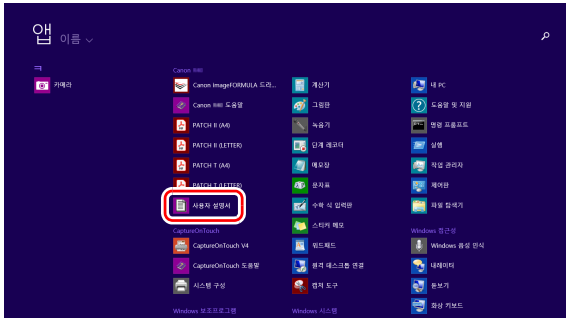 앱 이름
ㅋ
카메라
Canon
Canon imageFORMULA 드라...
Canon 도움말
PATCH II (A4)
PATCH II (LETTER)
PATCH T (A4)
PATCH T (LETTER)
사용자 설명서
CaptureOnTouch
CaptureOnTouch V4
CaptureOnTouch 도움말
시스템 구성
Windows 보조프로그램
계산기
그림판
녹음기
단계 레코더
메모장
문자표
수학 식 입력판
스티커 메모
워드패드
원격 데스크톱 연결
캡처 도구
Windows 시스템
내 PC
도움말 및 지원
명령 프롬프트
실행
작업 관리자
제어판
파일 탐색기
Windows 접근성
Windows 음성 인식
내레이터
돋보기
화상 키보드